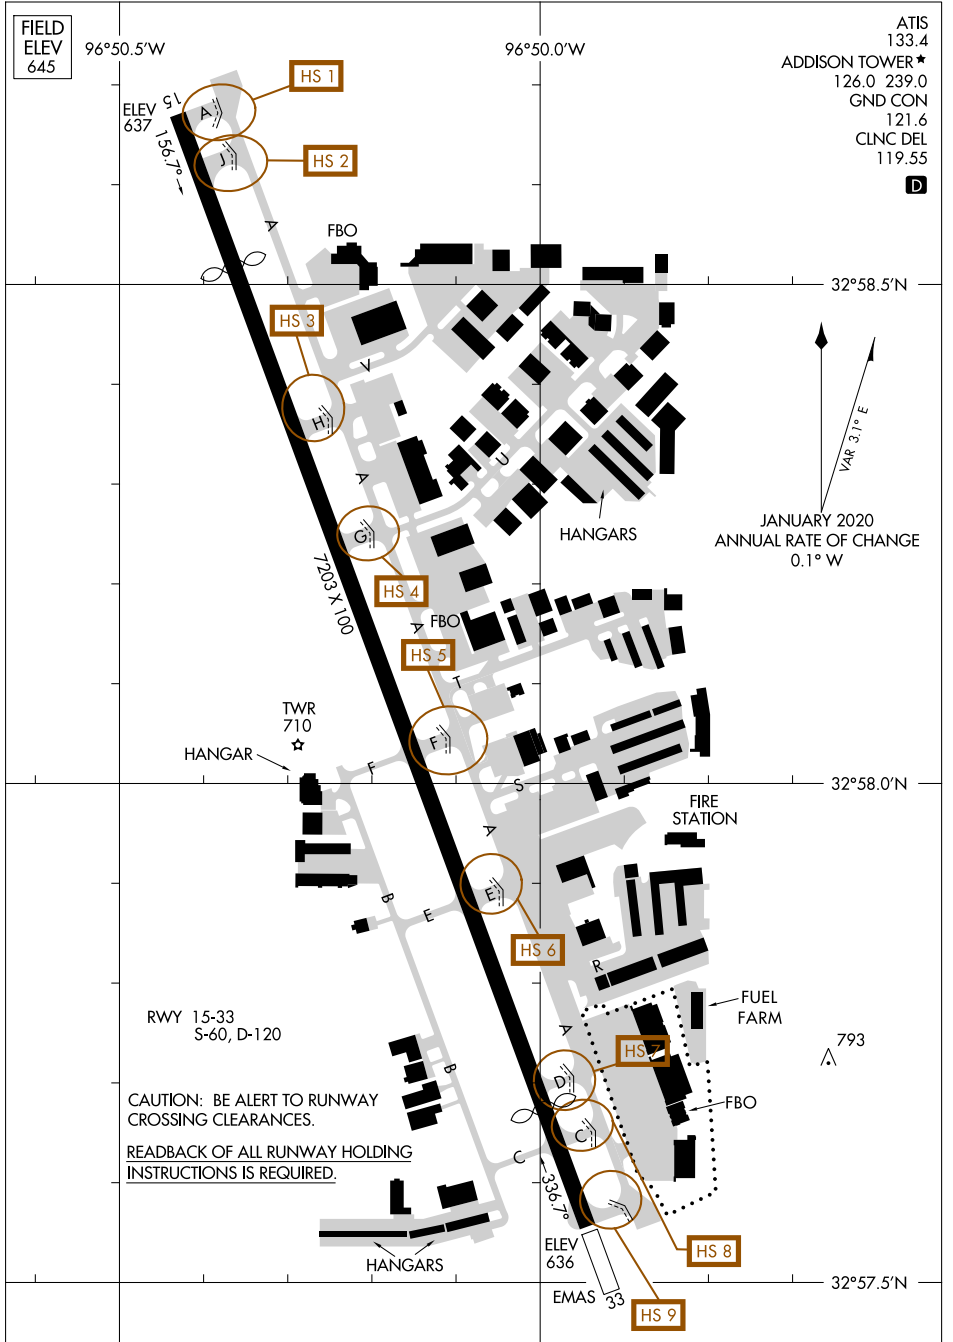 FIELD
ELEV
645
96°50.5'W
96°50.0'W
ATIS
133.4
ADDISON TOWER★
126.0 239.0
GND CON
121.6
CLNC DEL
119.55
D
HS 1
15
ELEV
637
A
156.7°
J
HS 2
A
FBO
32°58.5'N
HS 3
V
H
VAR 3.1° E
U
A
HANGARS
JANUARY 2020
ANNUAL RATE OF CHANGE
0.1° W
G
7203 X 100
HS 4
A
FBO
HS 5
T
TWR
710
F
HANGAR
F
S
32°58.0'N
FIRE
STATION
A
E
B
E
HS 6
R
FUEL
FARM
RWY 15-33
S-60, D-120
A
HS 7
793
B
D
FBO
CAUTION: BE ALERT TO RUNWAY
CROSSING CLEARANCES.
C
READBACK OF ALL RUNWAY HOLDING
INSTRUCTIONS IS REQUIRED.
C
336.7°
ELEV
636
HS 8
HANGARS
32°57.5'N
EMAS
33
HS 9